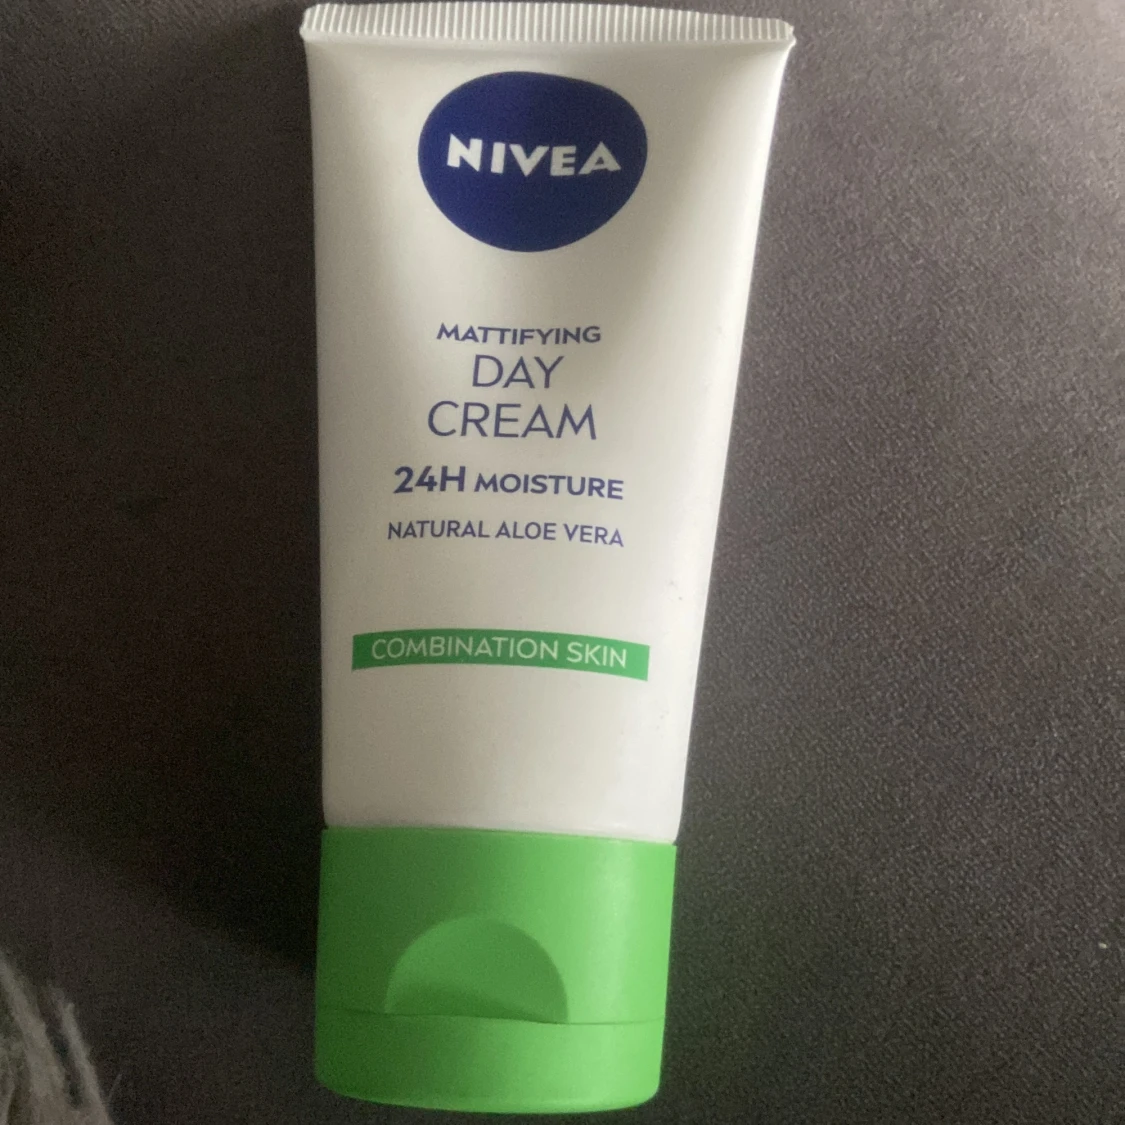 NIVEA
MATTIFYING
DAY
CREAM
24H MOISTURE
NATURAL ALOE VERA
COMBINATION SKIN